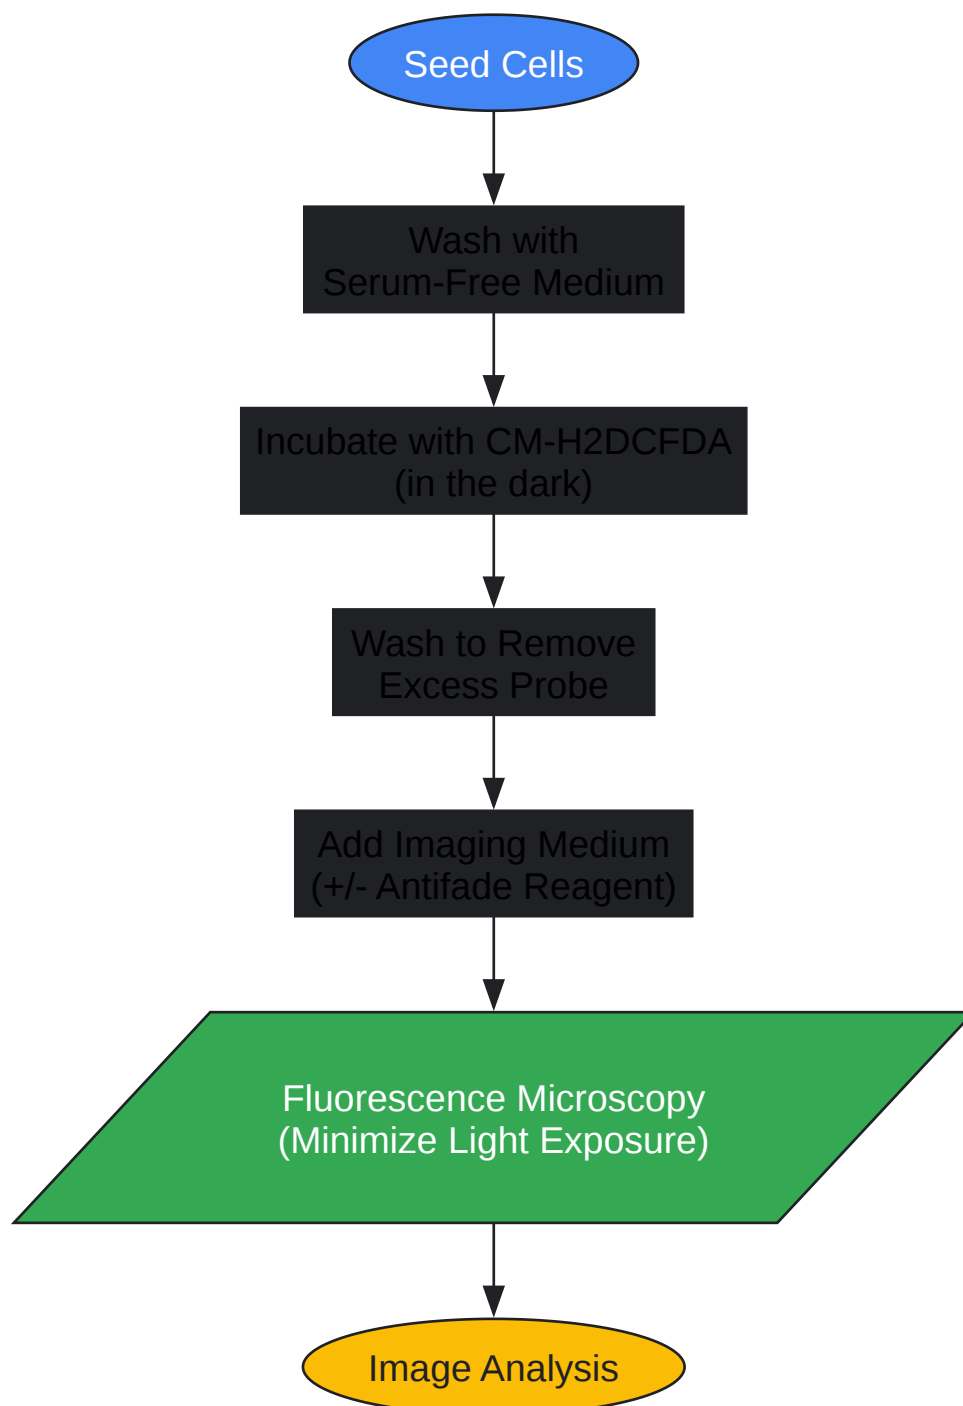 Seed Cells
Wash with
Serum-Free Medium
Incubate with CM-H2DCFDA
(in the dark)
Wash to Remove
Excess Probe
Add Imaging Medium
(+/- Antifade Reagent)
Fluorescence Microscopy
(Minimize Light Exposure)
Image Analysis